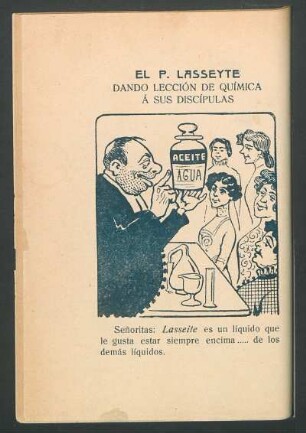 EL P. LASSEYTE
DANDO LECCIÓN DE QUÍMICA
Á SUS DISCÍPULAS
ACEITE
AGUA
Señoritas: Lasseite es un líquido que
le gusta estar siempre encima..... de los
demás líquidos.